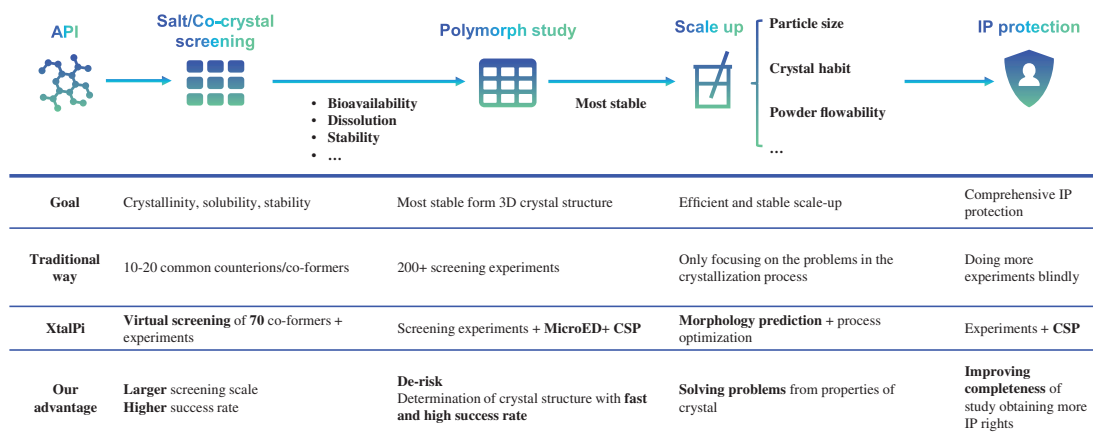 API
Salt/Co-crystal
screening
Polymorph study
Scale up
IP protection
• Bioavailability
• Dissolution
• Stability
• ...
Most stable
Particle size
Crystal habit
Powder flowability
...
Goal
Crystallinity, solubility, stability
Most stable form 3D crystal structure
Efficient and stable scale-up
Comprehensive IP
protection
Traditional
way
10-20 common counterions/co-formers
200+ screening experiments
Only focusing on the problems in the
crystallization process
Doing more
experiments blindly
XtalPi
Virtual screening of 70 co-formers +
experiments
Screening experiments + MicroED+ CSP
Morphology prediction + process
optimization
Experiments + CSP
Our
advantage
Larger screening scale
Higher success rate
De-risk
Determination of crystal structure with fast
and high success rate
Solving problems from properties of
crystal
Improving
completeness of
study obtaining more
IP rights